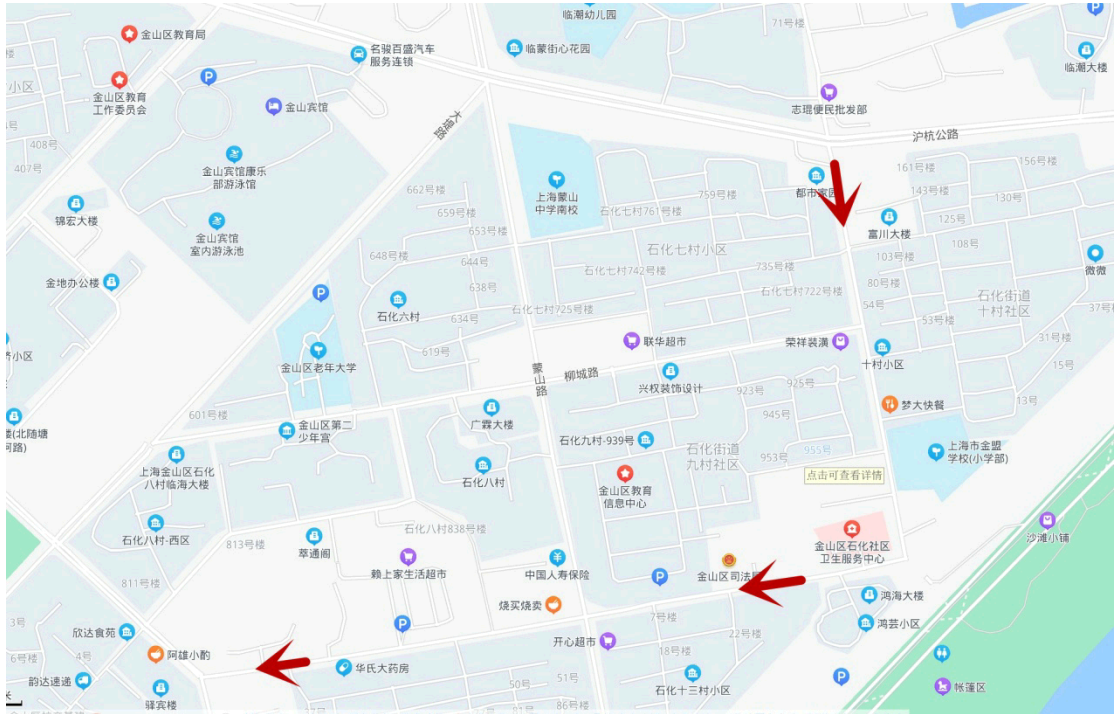 临潮幼儿园
71号楼
金山区教育局
名骏百盛汽车
服务连锁
临蒙街心花园
临潮大楼
小区
金山区教育
工作委员会
金山宾馆
志琨便民批发部
大堤路
沪杭公路
408号
407号
金山宾馆康乐
部游泳馆
662号楼
上海蒙山
中学南校
759号楼
都市家园
161号楼
156号楼
143号楼
130号
锦宏大楼
659号楼
石化七村761号楼
125号
富川大楼
653号楼
金山宾馆
室内游泳池
648号楼
644号
石化七村小区
735号楼
108号
103号楼
微微
金地办公楼
638号
石化七村742号楼
石化七村722号楼
80号楼
石化街道
十村社区
石化六村
634号
石化七村725号楼
54号
53号楼
37号
31号楼
619号
联华超市
荣祥装潢
十村小区
15号
金山区老年大学
蒙山路
柳城路
兴权装饰设计
923号
925号
13号
601号楼
945号
梦大快餐
楼(北随塘
河路)
金山区第二
少年宫
广霖大楼
石化九村-939号
石化街道
九村社区
953号
955号
上海市金盟
学校(小学部)
上海金山区石化
八村临海大楼
石化八村
金山区教育
信息中心
点击可查看详情
石化八村-西区
813号楼
萃通阁
石化八村838号楼
金山区石化社区
卫生服务中心
沙滩小铺
811号楼
赖上家生活超市
中国人寿保险
金山区司法局
烧买烧卖
7号楼
鸿海大楼
3号
欣达食苑
开心超市
22号楼
鸿芸小区
6号楼
4号
阿雄小酌
18号楼
韵达速递
华氏大药房
50号
51号
石化十三村小区
帐篷区
驿宾楼
86号楼